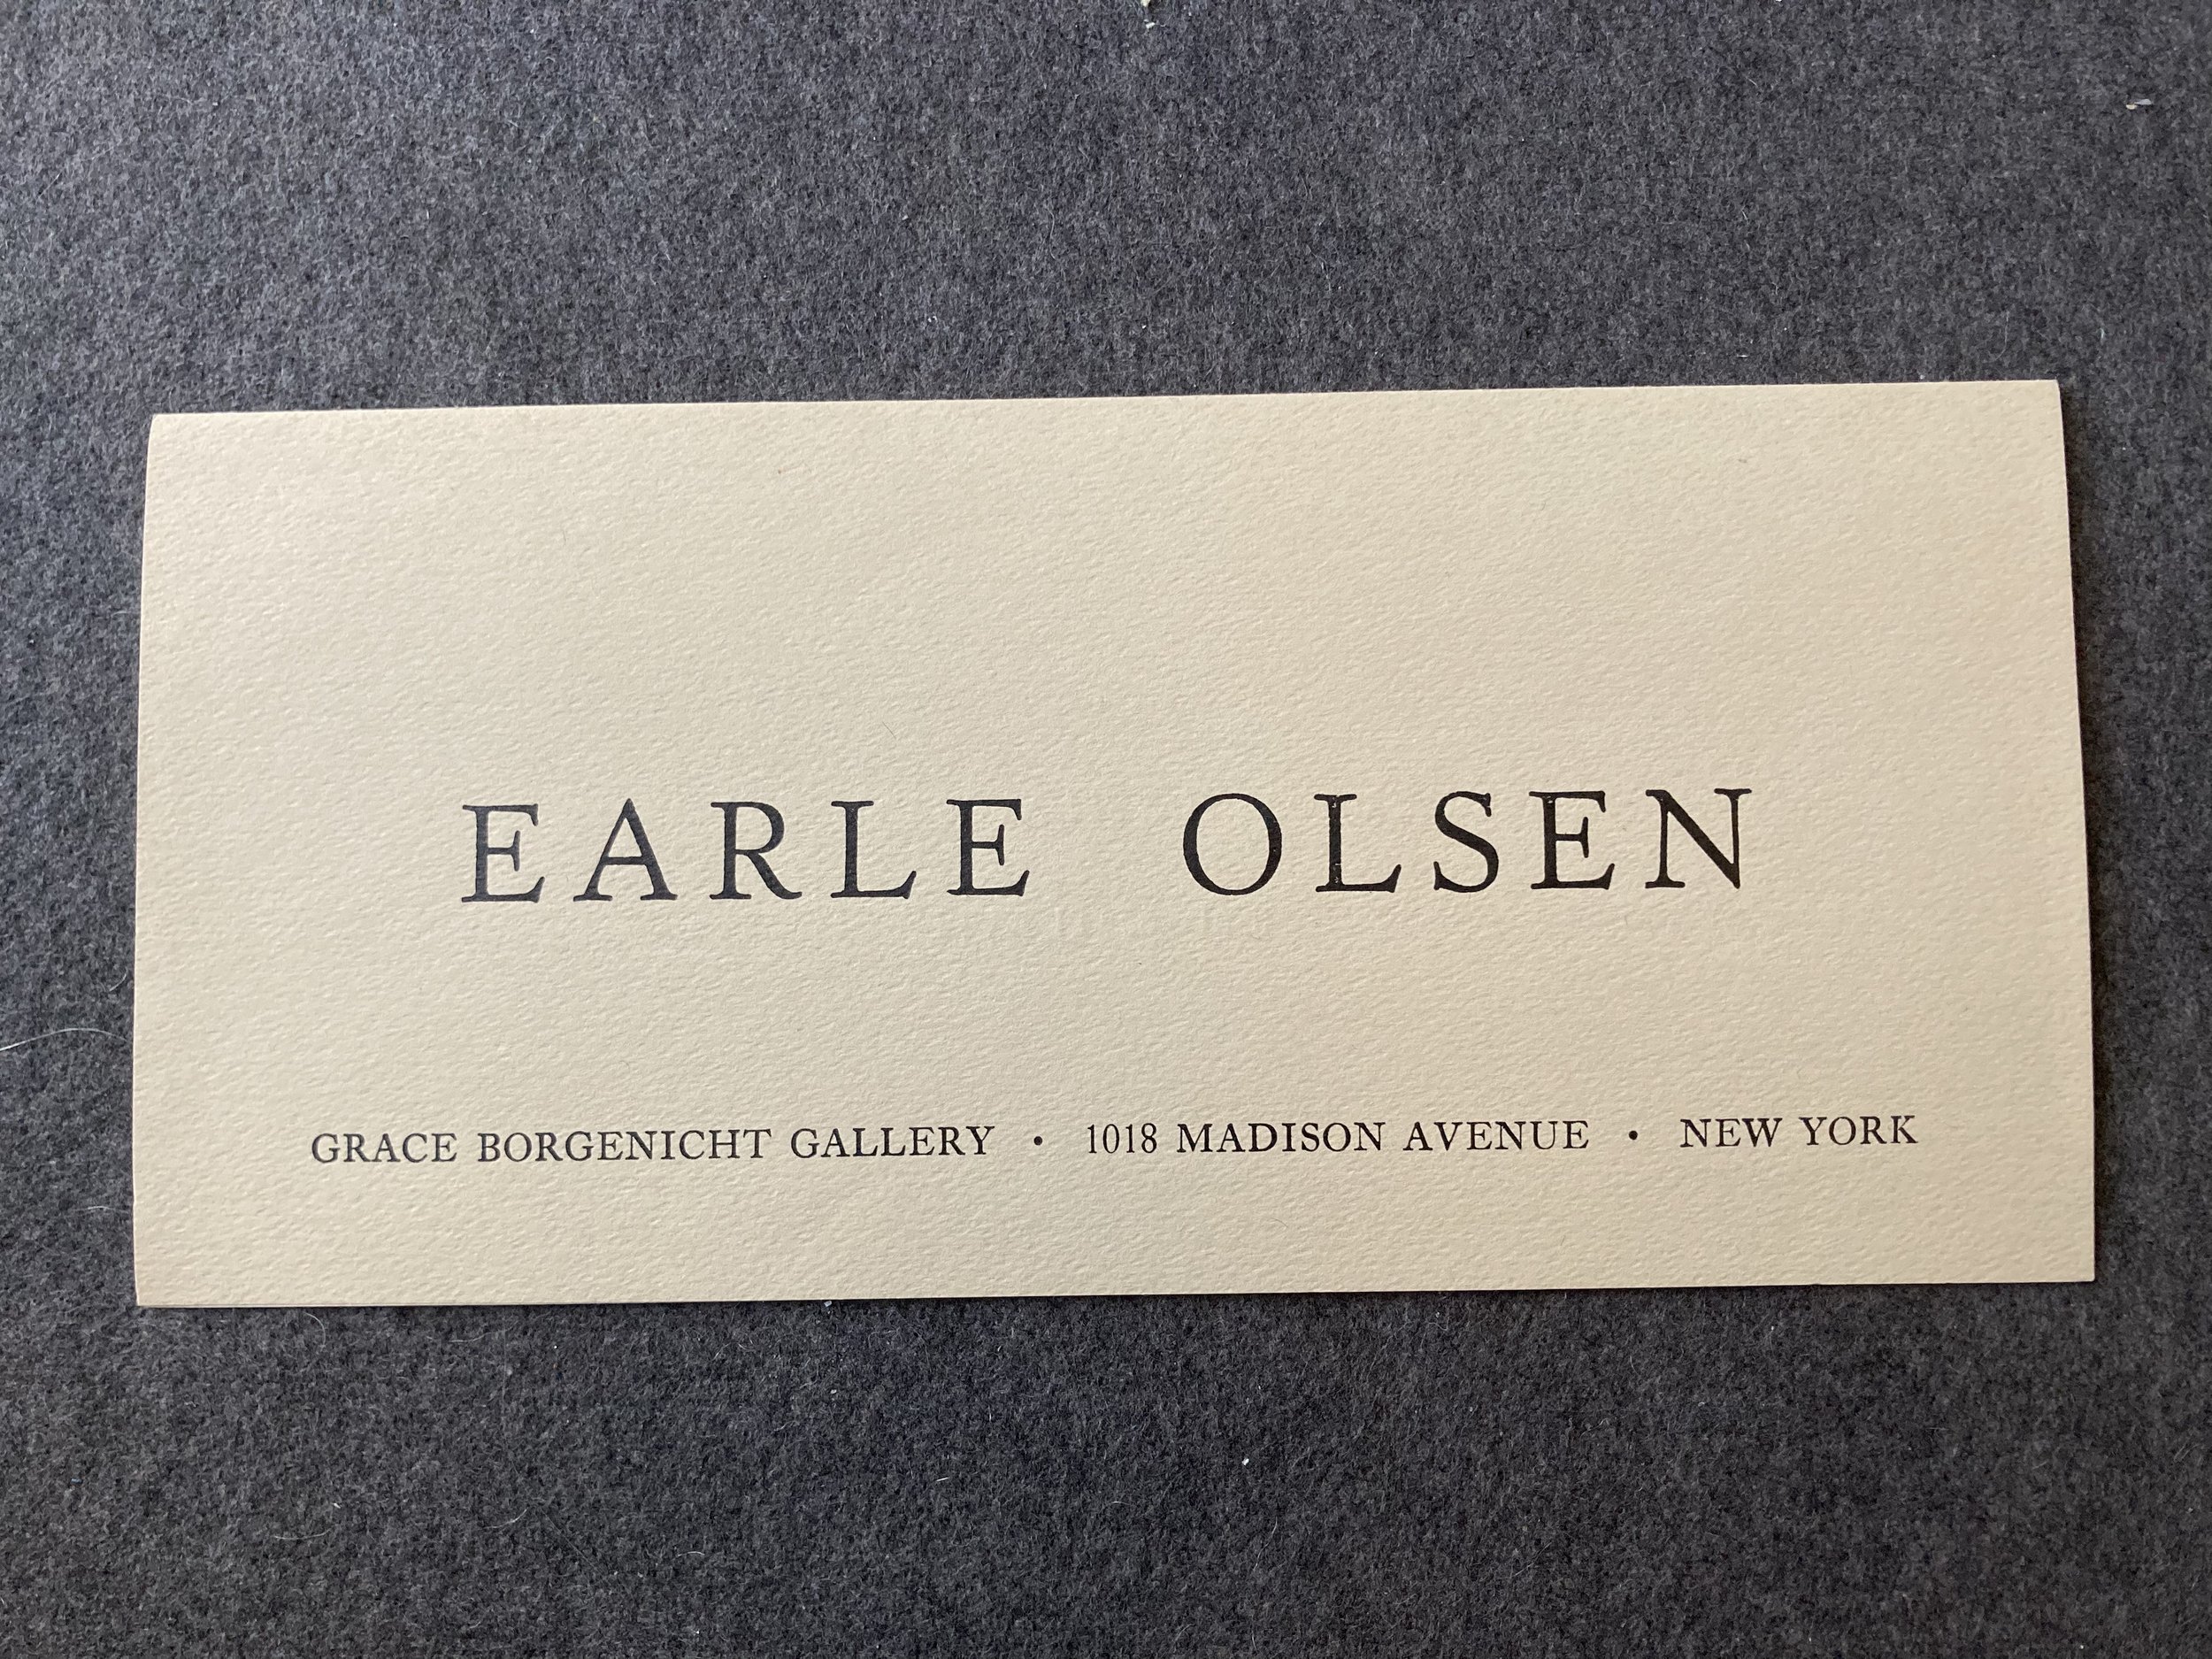 EARLE OLSEN
GRACE BORGENICHT GALLERY • 1018 MADISON AVENUE • NEW YORK